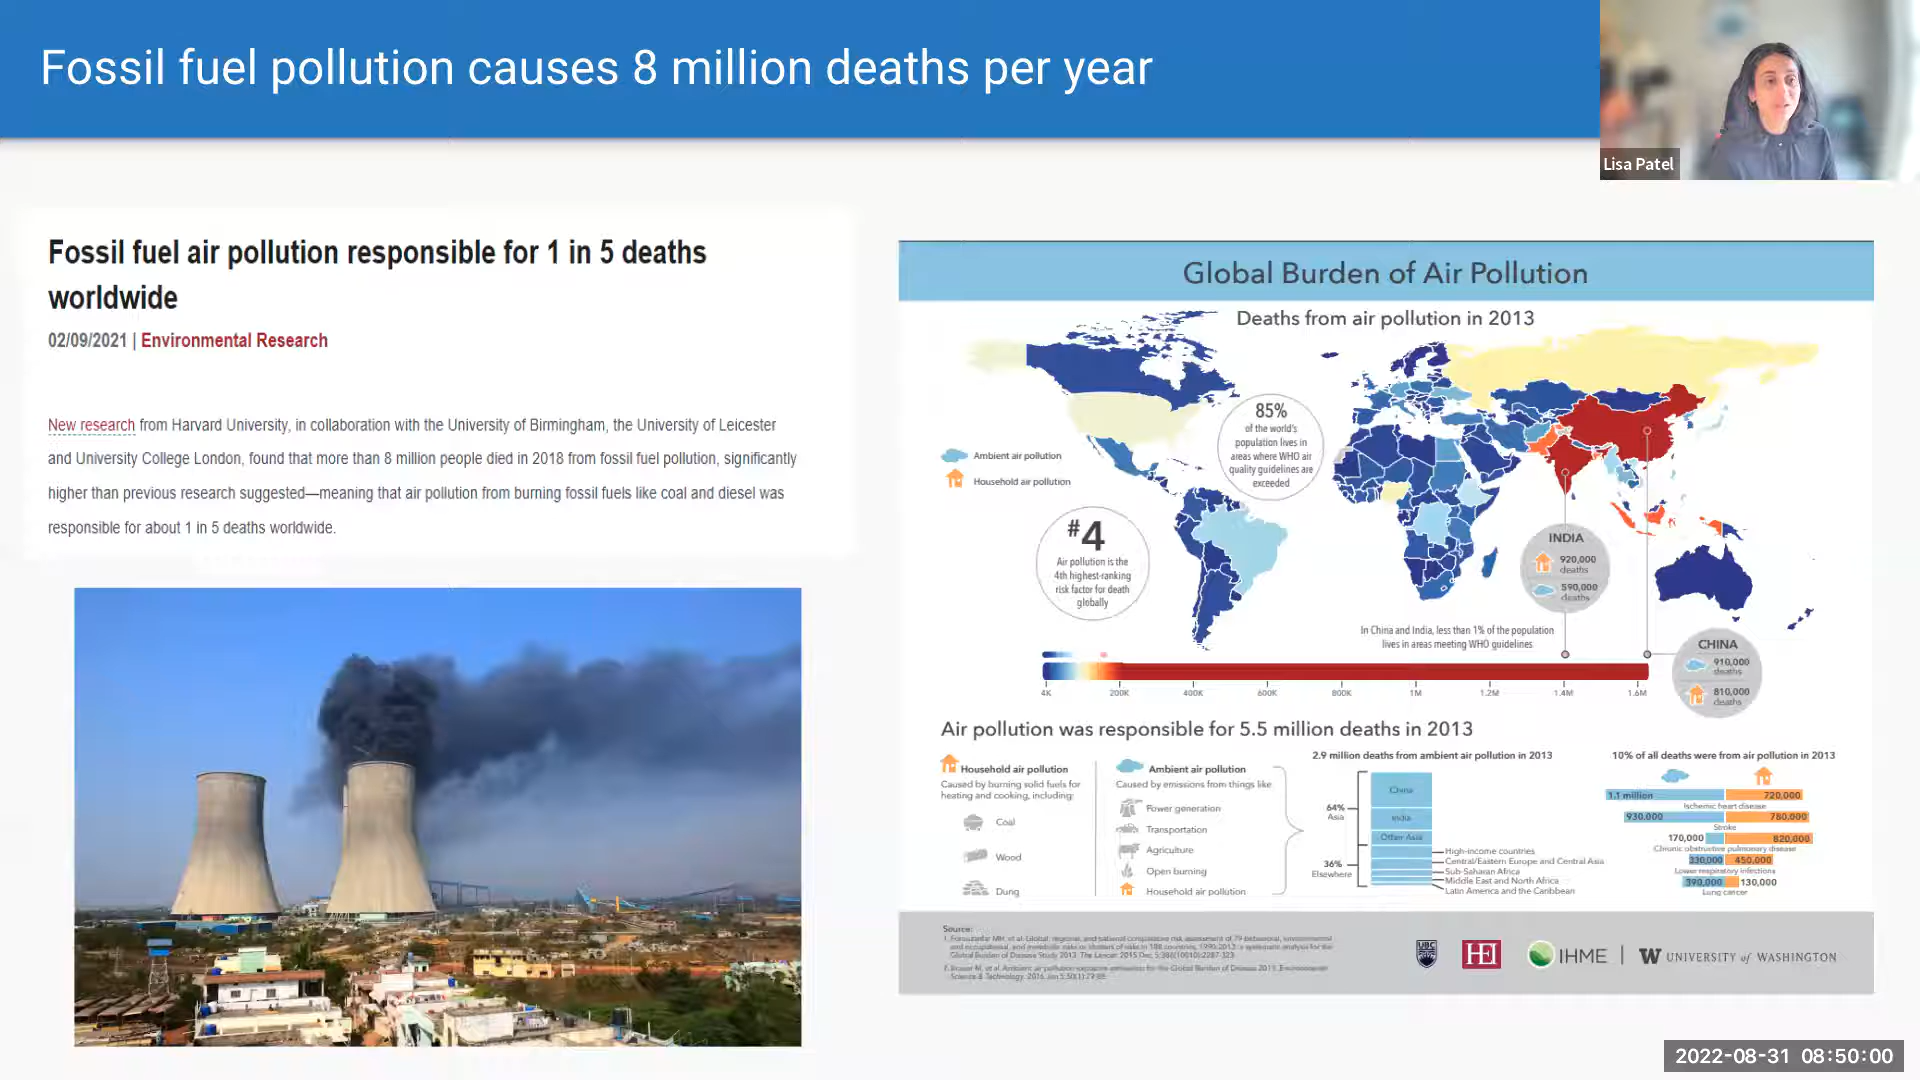 Fossil fuel pollution causes 8 million deaths per year
Lisa Patel
Fossil fuel air pollution responsible for 1 in 5 deaths
worldwide
02/09/2021 | Environmental Research
New research from Harvard University, in collaboration with the University of Birmingham, the University of Leicester
and University College London, found that more than 8 million people died in 2018 from fossil fuel pollution, significantly
higher than previous research suggested—meaning that air pollution from burning fossil fuels like coal and diesel was
responsible for about 1 in 5 deaths worldwide.
Global Burden of Air Pollution
Deaths from air pollution in 2013
85%
of the world's
population lives in
areas where WHO air
quality guidelines are
exceeded
Ambient air pollution
Household air pollution
#4
Air pollution is the
4th highest-ranking
risk factor for death
globally
INDIA
920,000
deaths
590,000
deaths
In China and India, less than 1% of the population
lives in areas meeting WHO guidelines
CHINA
910,000
deaths
810,000
deaths
4K 200K 400K 600K 800K 1M 1.2M 1.4M 1.6M
Air pollution was responsible for 5.5 million deaths in 2013
Household air pollution
Caused by burning solid fuels for
heating and cooking, including:
Coal
Wood
Dung
Ambient air pollution
Caused by emissions from things like
Power generation
Transportation
Agriculture
Open burning
Household air pollution
2.9 million deaths from ambient air pollution in 2013
64%
Asia
36%
Elsewhere
China
India
Other Asia
High-income countries
Central/Eastern Europe and Central Asia
Sub-Saharan Africa
Middle East and North Africa
Latin America and the Caribbean
10% of all deaths were from air pollution in 2013
1.1 million 720,000
Ischemic heart disease
930,000 780,000
Stroke
170,000 820,000
Chronic obstructive pulmonary disease
330,000 450,000
Lower respiratory infections
390,000 130,000
Lung cancer
Source:
UBC
HEI
IHME
W UNIVERSITY of WASHINGTON
2022-08-31 08:50:00